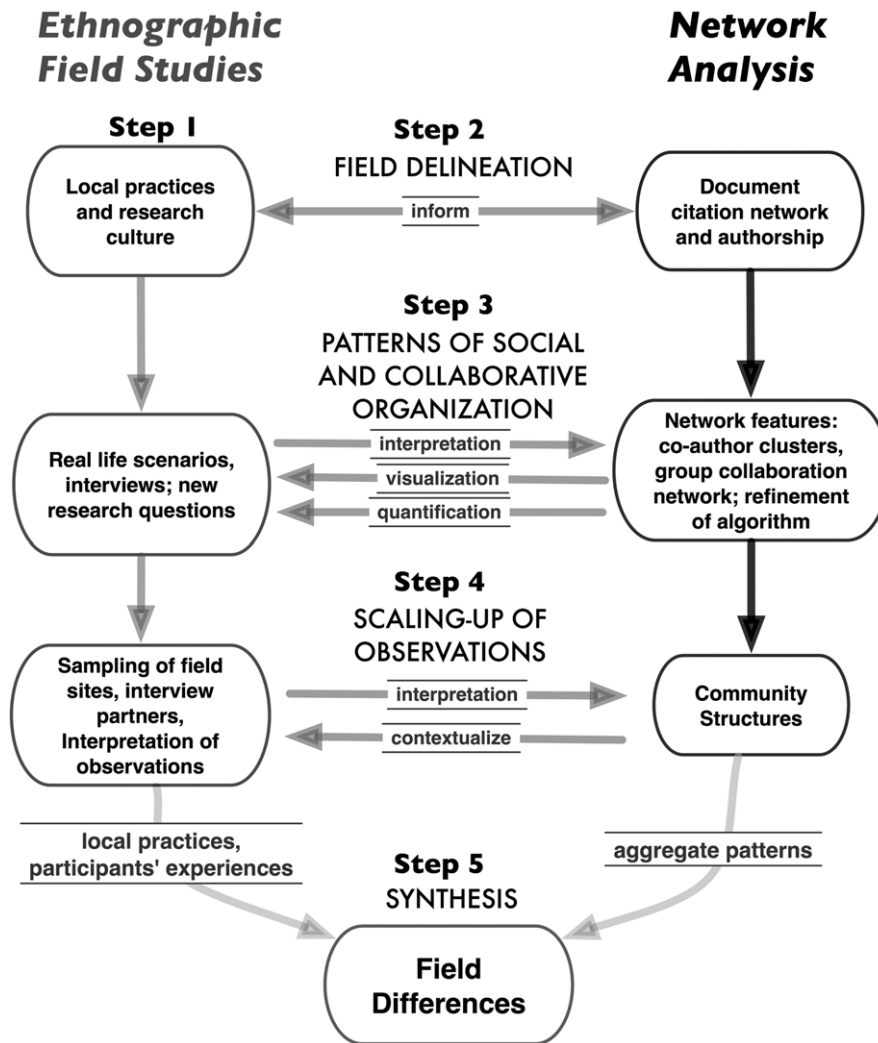 Ethnographic
Field Studies
Network
Analysis
Step 1
Step 2
FIELD DELINEATION
Local practices
and research
culture
inform
Document
citation network
and authorship
Step 3
PATTERNS OF SOCIAL
AND COLLABORATIVE
ORGANIZATION
Real life scenarios,
interviews; new
research questions
interpretation
visualization
quantification
Network features:
co-author clusters,
group collaboration
network; refinement
of algorithm
Step 4
SCALING-UP OF
OBSERVATIONS
Sampling of field
sites, interview
partners,
Interpretation of
observations
interpretation
contextualize
Community
Structures
local practices,
participants' experiences
aggregate patterns
Step 5
SYNTHESIS
Field
Differences